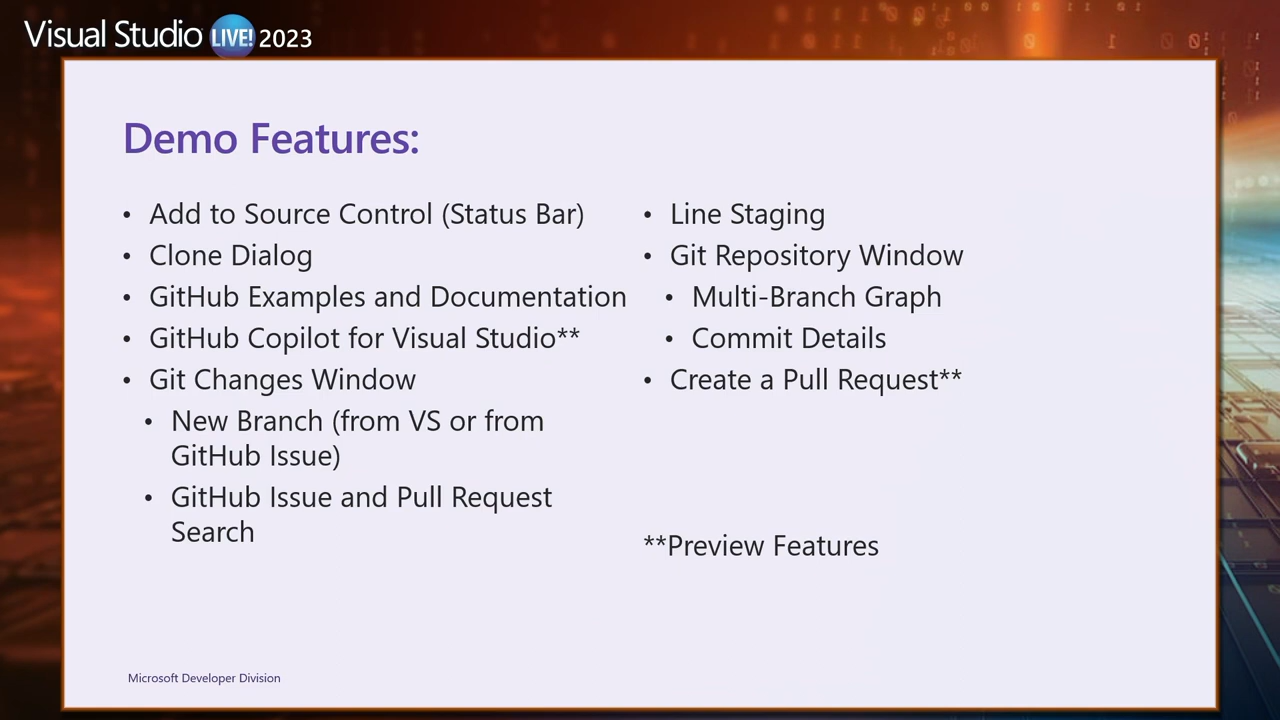 Visual Studio LIVE! 2023
Demo Features:
• Add to Source Control (Status Bar)
• Clone Dialog
• GitHub Examples and Documentation
• GitHub Copilot for Visual Studio**
• Git Changes Window
• New Branch (from VS or from
GitHub Issue)
• GitHub Issue and Pull Request
Search
• Line Staging
• Git Repository Window
• Multi-Branch Graph
• Commit Details
• Create a Pull Request**
**Preview Features
Microsoft Developer Division